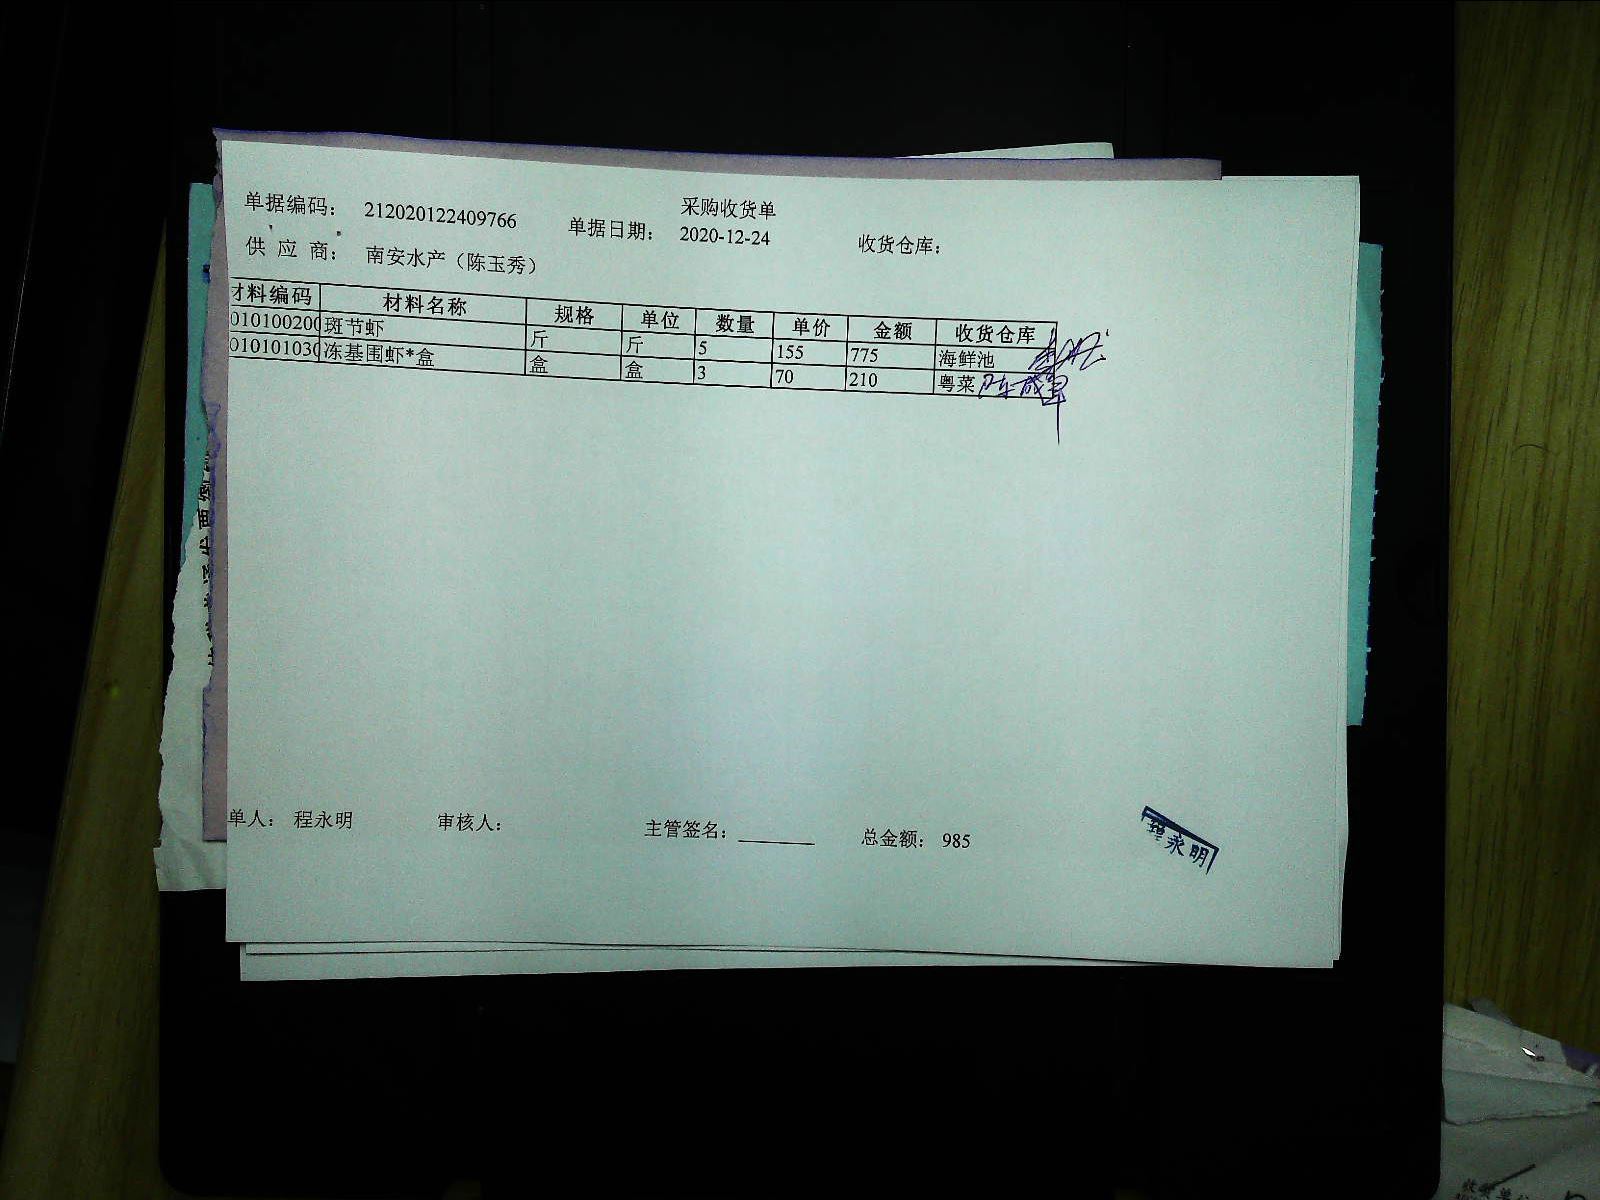 采购收货单
单据编码： 212020122409766 单据日期： 2020-12-24 收货仓库：
供 应 商： 南安水产（陈玉秀）
材料编码 材料名称 规格 单位 数量 单价 金额 收货仓库
010100200 斑节虾 斤 斤 5 155 775 海鲜池
010101030 冻基围虾*盒 盒 盒 3 70 210 粤菜
单人： 程永明 审核人： 主管签名： 总金额： 985
程永明